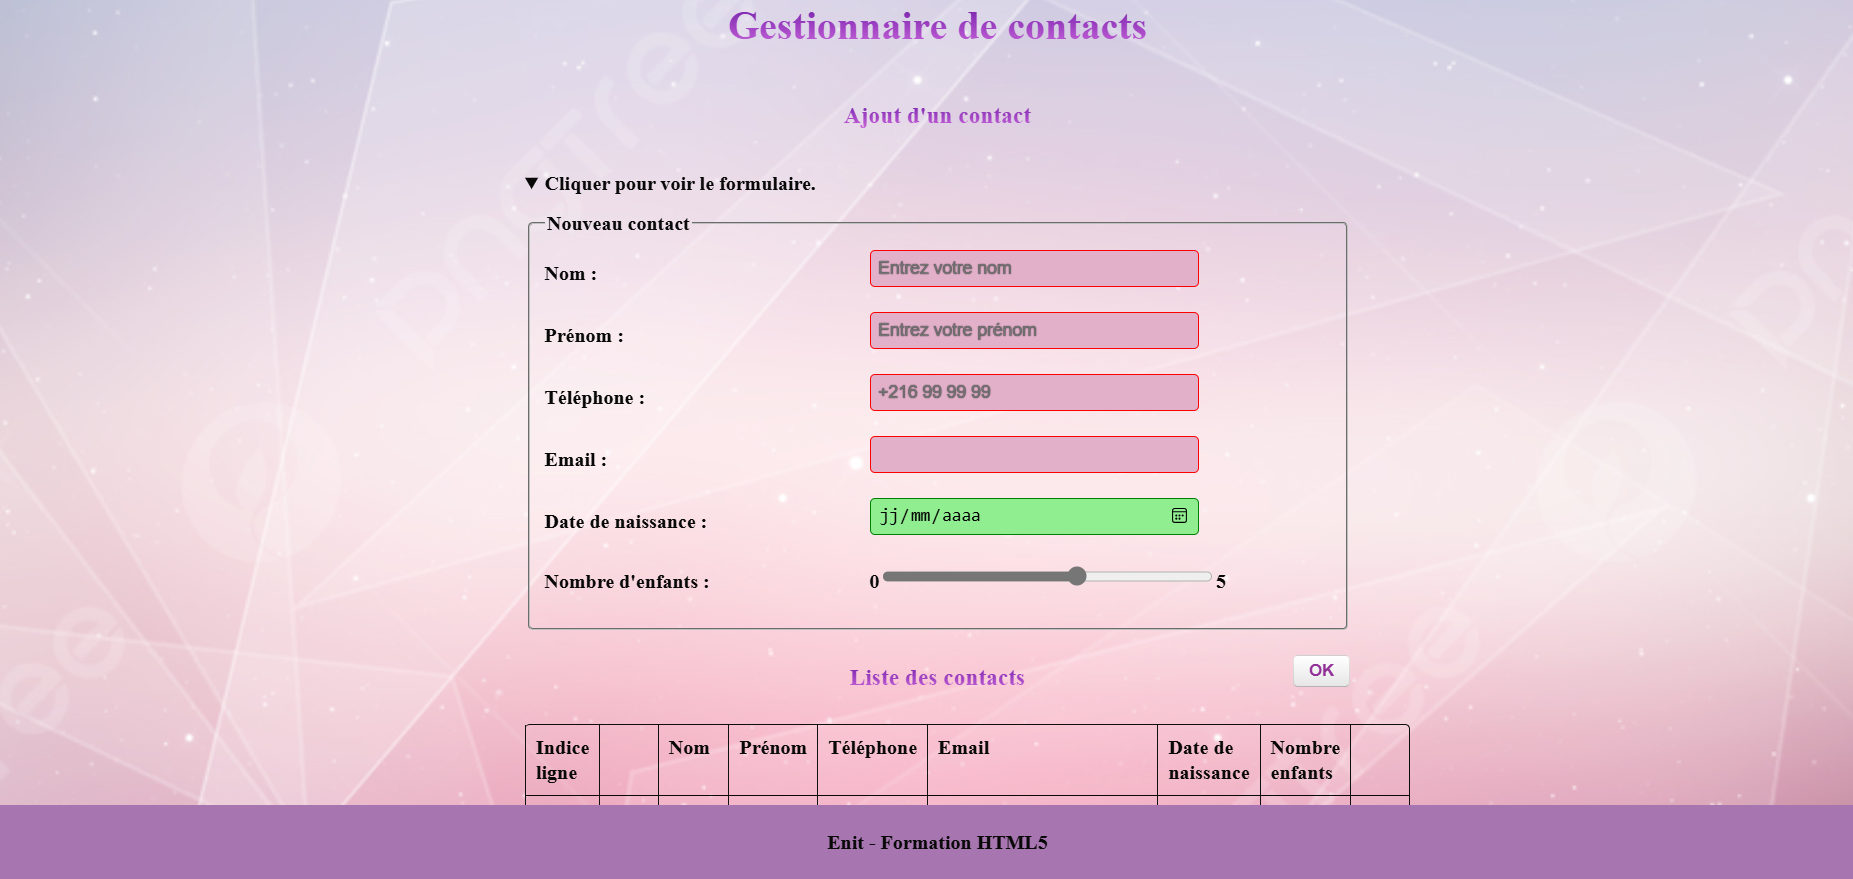 Gestionnaire de contacts
Ajout d'un contact
▼ Cliquer pour voir le formulaire.
Nouveau contact
Nom :
Entrez votre nom
Prénom :
Entrez votre prénom
Téléphone :
+216 99 99 99
Email :
Date de naissance :
jj/mm/aaaa
Nombre d'enfants :
0 5
OK
Liste des contacts
Indice ligne
Nom
Prénom
Téléphone
Email
Date de naissance
Nombre enfants
Enit - Formation HTML5
pngtree